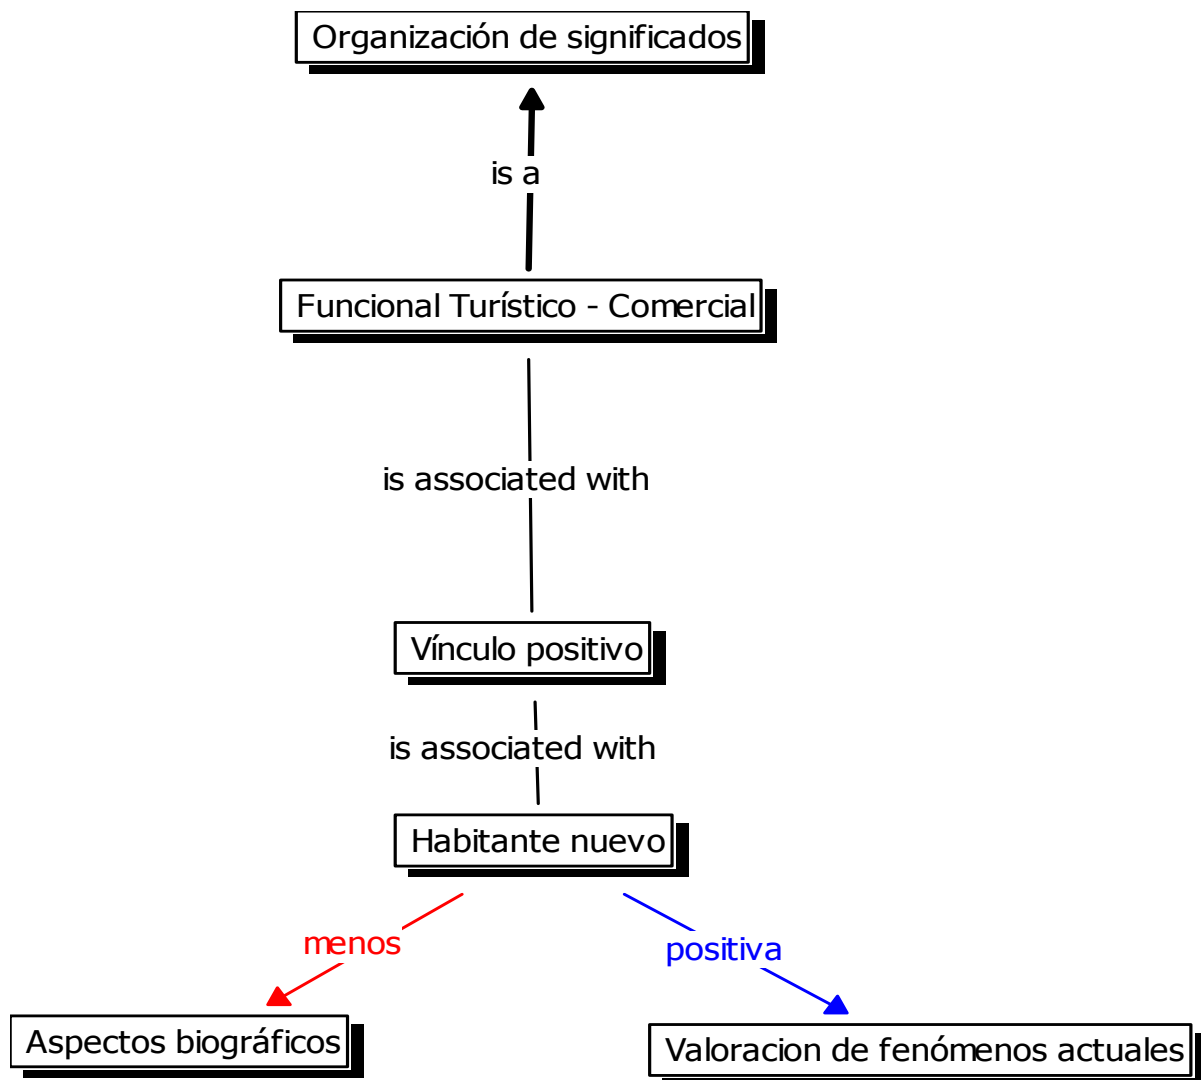 Organización de significados
is a
Funcional Turístico - Comercial
is associated with
Vínculo positivo
is associated with
Habitante nuevo
menos
positiva
Aspectos biográficos
Valoracion de fenómenos actuales